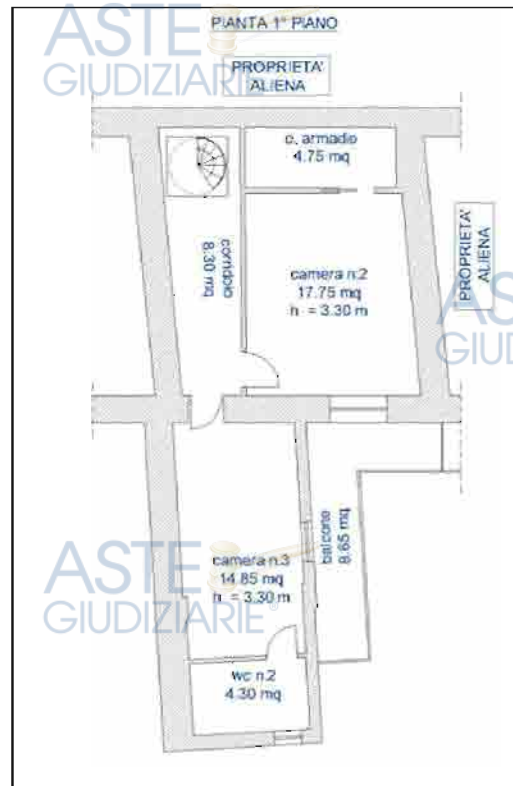 PIANTA 1° PIANO
ASTE
GIUDIZIARIE
PROPRIETA'
ALIENA
c. armadio
4.75 mq
corridoio
8.30 mq
camera n.2
17.75 mq
h = 3.30 m
PROPRIETA'
ALIENA
ASTE
GIUDIZ
balcone
8.65 mq
camera n.3
14.85 mq
h = 3.30 m
ASTE
GIUDIZIARIE®
wc n.2
4.30 mq